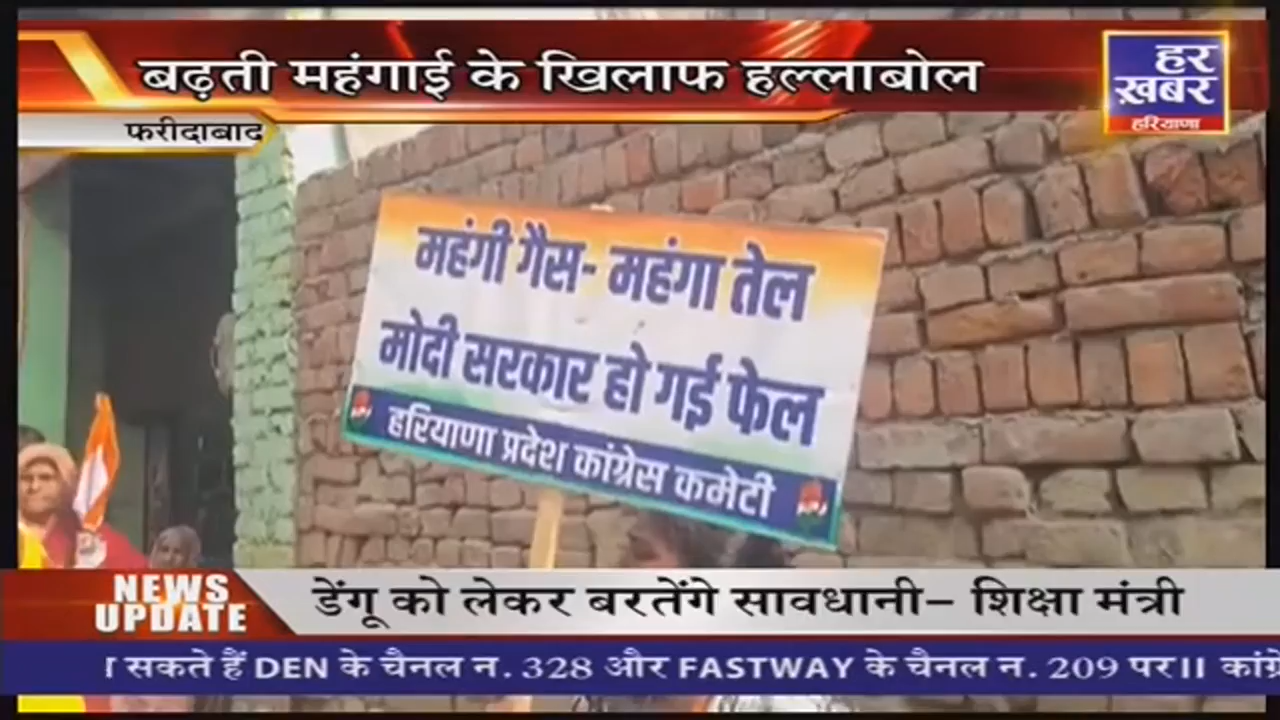 बढ़ती महंगाई के खिलाफ हल्लाबोल
हर
ख़बर
हरियाणा
फरीदाबाद
महंगी गैस- महंगा तेल
मोदी सरकार हो गई फेल
हरियाणा प्रदेश कांग्रेस कमेटी
NEWS
UPDATE
डेंगू को लेकर बरतेंगे सावधानी– शिक्षा मंत्री
सकते हैं DEN के चैनल न. 328 और FASTWAY के चैनल न. 209 पर।।